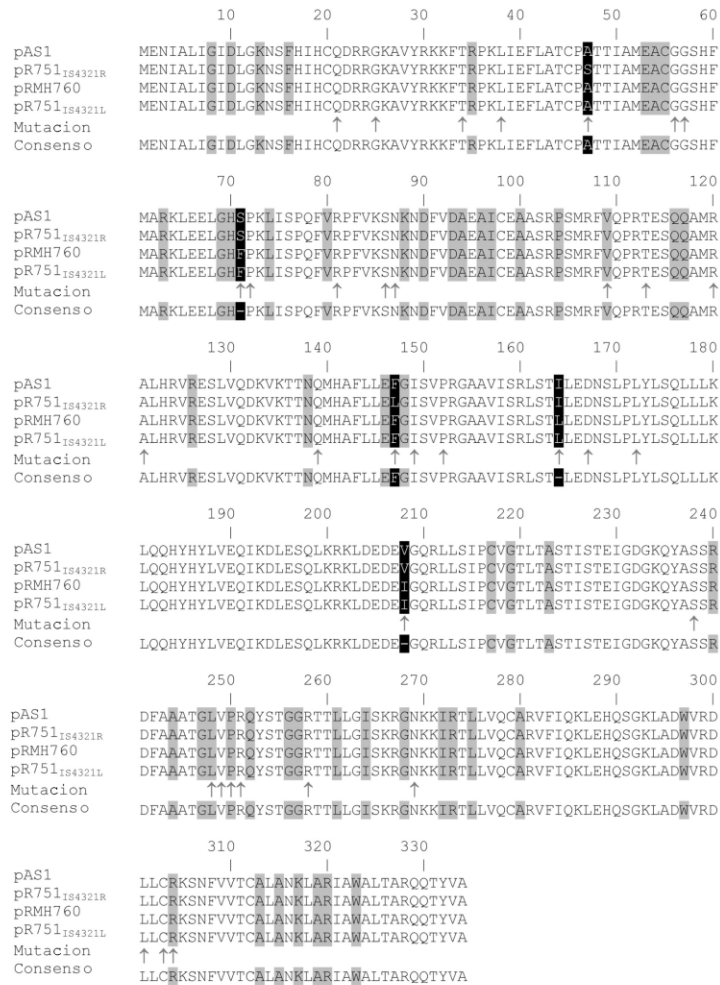 10 20 30 40 50 60
pAS1 MENIALIGIDLGKNSFHIHCQDRRGKAVYRKKFTRPKLIEFLATCPATTIAMEACGGSHF
pR751IS4321R MENIALIGIDLGKNSFHIHCQDRRGKAVYRKKFTRPKLIEFLATCPSTTIAMEACGGSHF
pRMH760 MENIALIGIDLGKNSFHIHCQDRRGKAVYRKKFTRPKLIEFLATCPATTIAMEACGGSHF
pR751IS4321L MENIALIGIDLGKNSFHIHCQDRRGKAVYRKKFTRPKLIEFLATCPATTIAMEACGGSHF
Mutacion
Consenso MENIALIGIDLGKNSFHIHCQDRRGKAVYRKKFTRPKLIEFLATCPATTIAMEACGGSHF
70 80 90 100 110 120
pAS1 MARKLEELGHSPKLISPQFVRPFVKSNKNDFVDAEAICEAASRPSMRFVQPRTESQQAMR
pR751IS4321R MARKLEELGHSPKLISPQFVRPFVKSNKNDFVDAEAICEAASRPSMRFVQPRTESQQAMR
pRMH760 MARKLEELGHFPKLISPQFVRPFVKSNKNDFVDAEAICEAASRPSMRFVQPRTESQQAMR
pR751IS4321L MARKLEELGHFPKLISPQFVRPFVKSNKNDFVDAEAICEAASRPSMRFVQPRTESQQAMR
Mutacion
Consenso MARKLEELGH-PKLISPQFVRPFVKSNKNDFVDAEAICEAASRPSMRFVQPRTESQQAMR
130 140 150 160 170 180
pAS1 ALHRVRESLVQDKVKTTNQMHAFLLEFGISVPRGAAVISRLSTILEDNSLPLYLSQLLLK
pR751IS4321R ALHRVRESLVQDKVKTTNQMHAFLLELGISVPRGAAVISRLSTILEDNSLPLYLSQLLLK
pRMH760 ALHRVRESLVQDKVKTTNQMHAFLLEFGISVPRGAAVISRLSTLLEDNSLPLYLSQLLLK
pR751IS4321L ALHRVRESLVQDKVKTTNQMHAFLLEFGISVPRGAAVISRLSTLLEDNSLPLYLSQLLLK
Mutacion
Consenso ALHRVRESLVQDKVKTTNQMHAFLLEFGISVPRGAAVISRLST-LEDNSLPLYLSQLLLK
190 200 210 220 230 240
pAS1 LQQHYHYLVEQIKDLESQLKRKLDEDEVGQRLLSIPCVGTLTASTISTEIGDGKQYASSR
pR751IS4321R LQQHYHYLVEQIKDLESQLKRKLDEDEVGQRLLSIPCVGTLTASTISTEIGDGKQYASSR
pRMH760 LQQHYHYLVEQIKDLESQLKRKLDEDEIGQRLLSIPCVGTLTASTISTEIGDGKQYASSR
pR751IS4321L LQQHYHYLVEQIKDLESQLKRKLDEDEIGQRLLSIPCVGTLTASTISTEIGDGKQYASSR
Mutacion
Consenso LQQHYHYLVEQIKDLESQLKRKLDEDE-GQRLLSIPCVGTLTASTISTEIGDGKQYASSR
250 260 270 280 290 300
pAS1 DFAAATGLVPRQYSTGGRTTLLGISKRGNKKIRTLLVQCARVFIQKLEHQSGKLADWVRD
pR751IS4321R DFAAATGLVPRQYSTGGRTTLLGISKRGNKKIRTLLVQCARVFIQKLEHQSGKLADWVRD
pRMH760 DFAAATGLVPRQYSTGGRTTLLGISKRGNKKIRTLLVQCARVFIQKLEHQSGKLADWVRD
pR751IS4321L DFAAATGLVPRQYSTGGRTTLLGISKRGNKKIRTLLVQCARVFIQKLEHQSGKLADWVRD
Mutacion
Consenso DFAAATGLVPRQYSTGGRTTLLGISKRGNKKIRTLLVQCARVFIQKLEHQSGKLADWVRD
310 320 330
pAS1 LLCRKSNFVVTCALANKLARIAWALTARQQTYVA
pR751IS4321R LLCRKSNFVVTCALANKLARIAWALTARQQTYVA
pRMH760 LLCRKSNFVVTCALANKLARIAWALTARQQTYVA
pR751IS4321L LLCRKSNFVVTCALANKLARIAWALTARQQTYVA
Mutacion
Consenso LLCRKSNFVVTCALANKLARIAWALTARQQTYVA